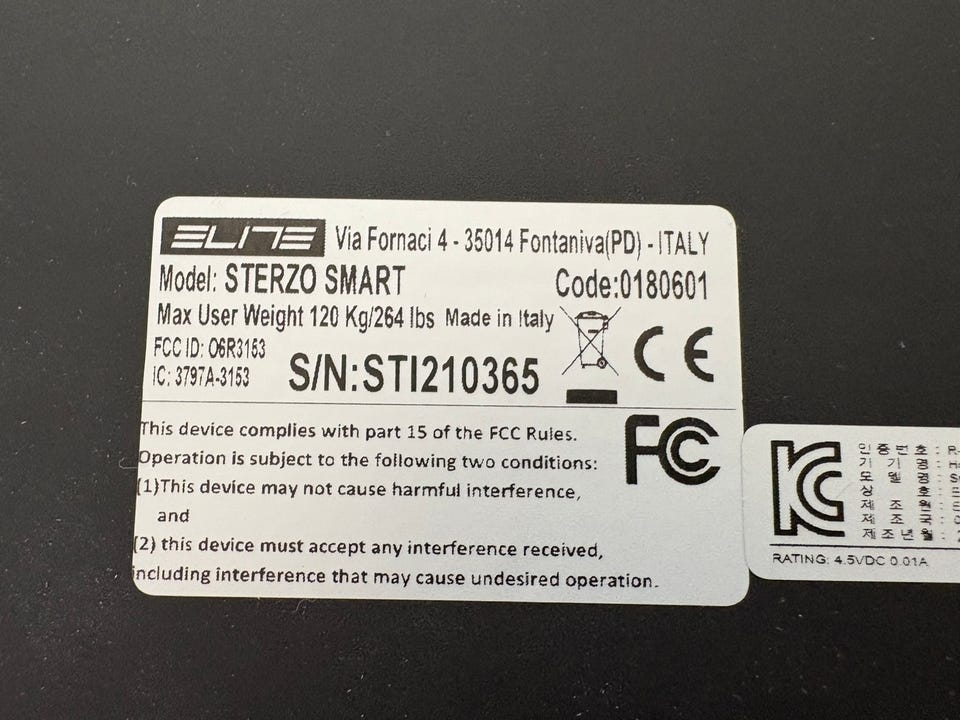 ELITE Via Fornaci 4 - 35014 Fontaniva(PD) - ITALY
Model: STERZO SMART Code:0180601
Max User Weight 120 Kg/264 lbs Made in Italy
FCC ID: O6R3153
IC: 3797A-3153
S/N:STI210365
CE
This device complies with part 15 of the FCC Rules.
Operation is subject to the following two conditions:
(1)This device may not cause harmful interference,
and
(2) this device must accept any interference received,
including interference that may cause undesired operation.
FC
KC
인증번호 : R-
기 기 명 :
모 델 명 :
상 호 :
제 조 원 :
제 조 국 :
제조년월 :
RATING: 4.5VDC 0.01A